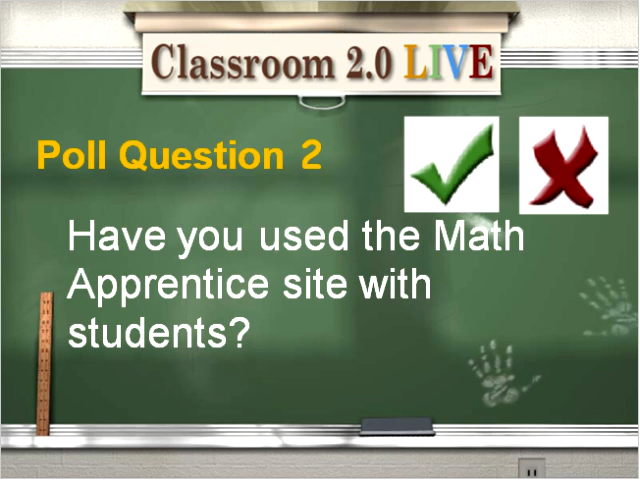 Classroom 2.0 LIVE
Poll Question 2
Have you used the Math
Apprentice site with
students?